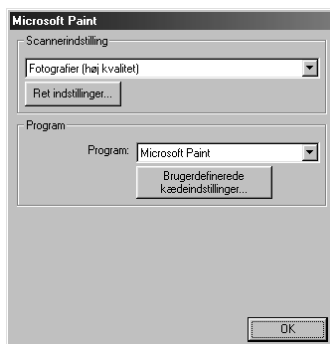 Microsoft Paint
Scannerindstilling
Fotografier (høj kvalitet)
Ret indstillinger...
Program
Program: Microsoft Paint
Brugerdefinerede
kædeindstillinger...
OK